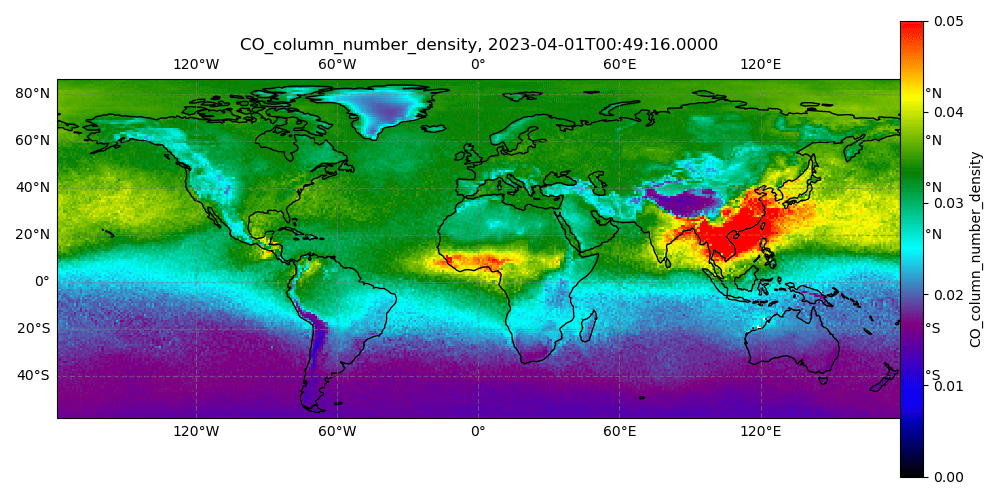 CO_column_number_density, 2023-04-01T00:49:16.0000
120°W 60°W 0° 60°E 120°E
80°N °N
60°N °N
40°N °N
20°N °N
0°
20°S °S
40°S °S
120°W 60°W 0° 60°E 120°E
0.05
0.04
0.03
0.02
0.01
0.00
CO_column_number_density